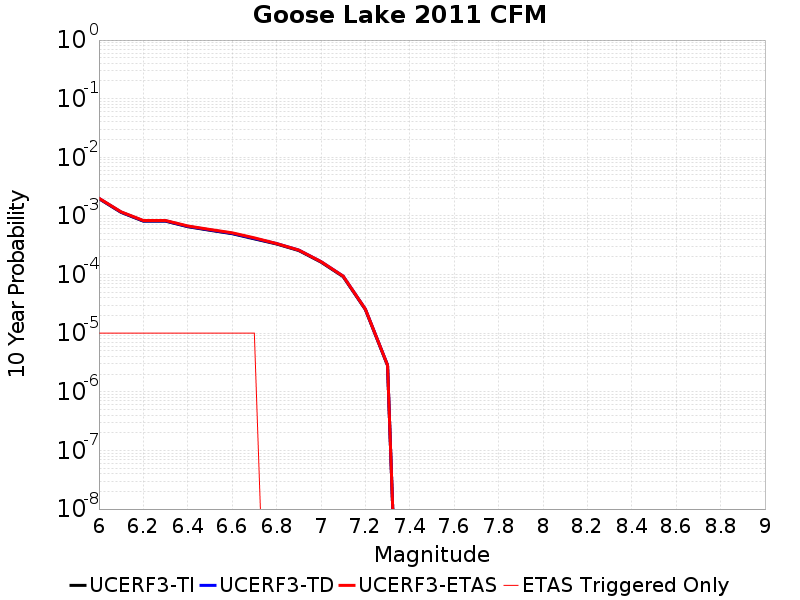 Goose Lake 2011 CFM
10 Year Probability
10^0
10^-1
10^-2
10^-3
10^-4
10^-5
10^-6
10^-7
10^-8
6 6.2 6.4 6.6 6.8 7 7.2 7.4 7.6 7.8 8 8.2 8.4 8.6 8.8 9
Magnitude
UCERF3-TI UCERF3-TD UCERF3-ETAS ETAS Triggered Only